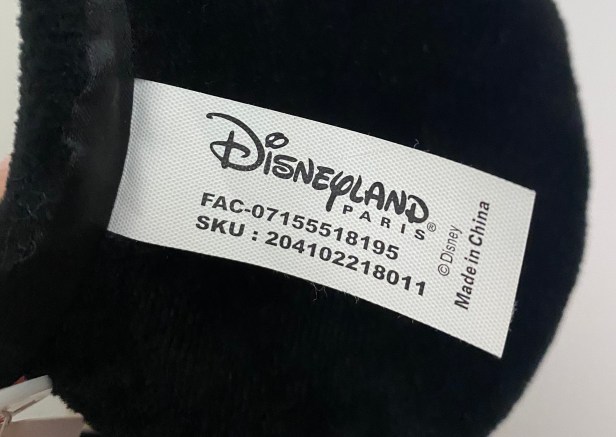 Disneyland
PARIS®
FAC-07155518195
SKU : 204102218011
©Disney
Made in China